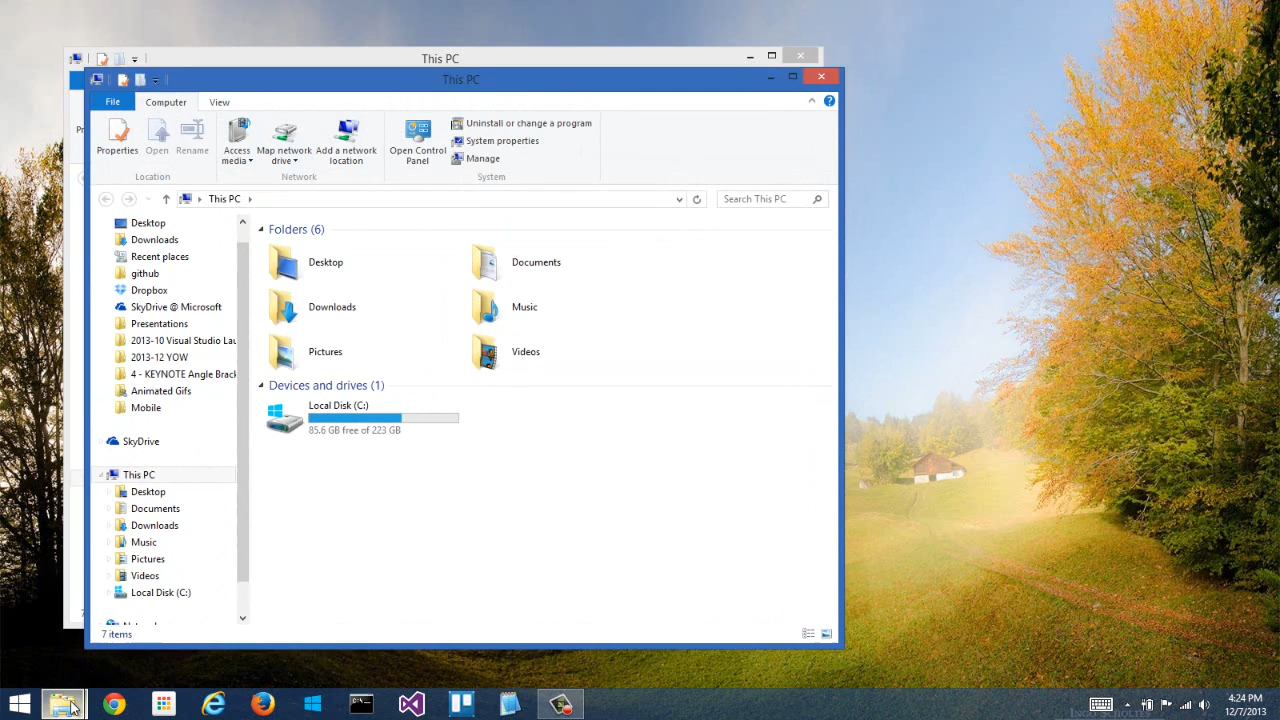 This PC
This PC
File Computer View
Properties Open Rename Access media Map network drive Add a network location Open Control Panel
Uninstall or change a program
System properties
Manage
Location Network System
This PC
Search This PC
Desktop
Downloads
Recent places
github
Dropbox
SkyDrive @ Microsoft
Presentations
2013-10 Visual Studio Lau
2013-12 YOW
4 - KEYNOTE Angle Brack
Animated Gifs
Mobile
SkyDrive
This PC
Desktop
Documents
Downloads
Music
Pictures
Videos
Local Disk (C:)
Folders (6)
Desktop Documents
Downloads Music
Pictures Videos
Devices and drives (1)
Local Disk (C:)
85.6 GB free of 223 GB
7 items
4:24 PM
12/7/2013